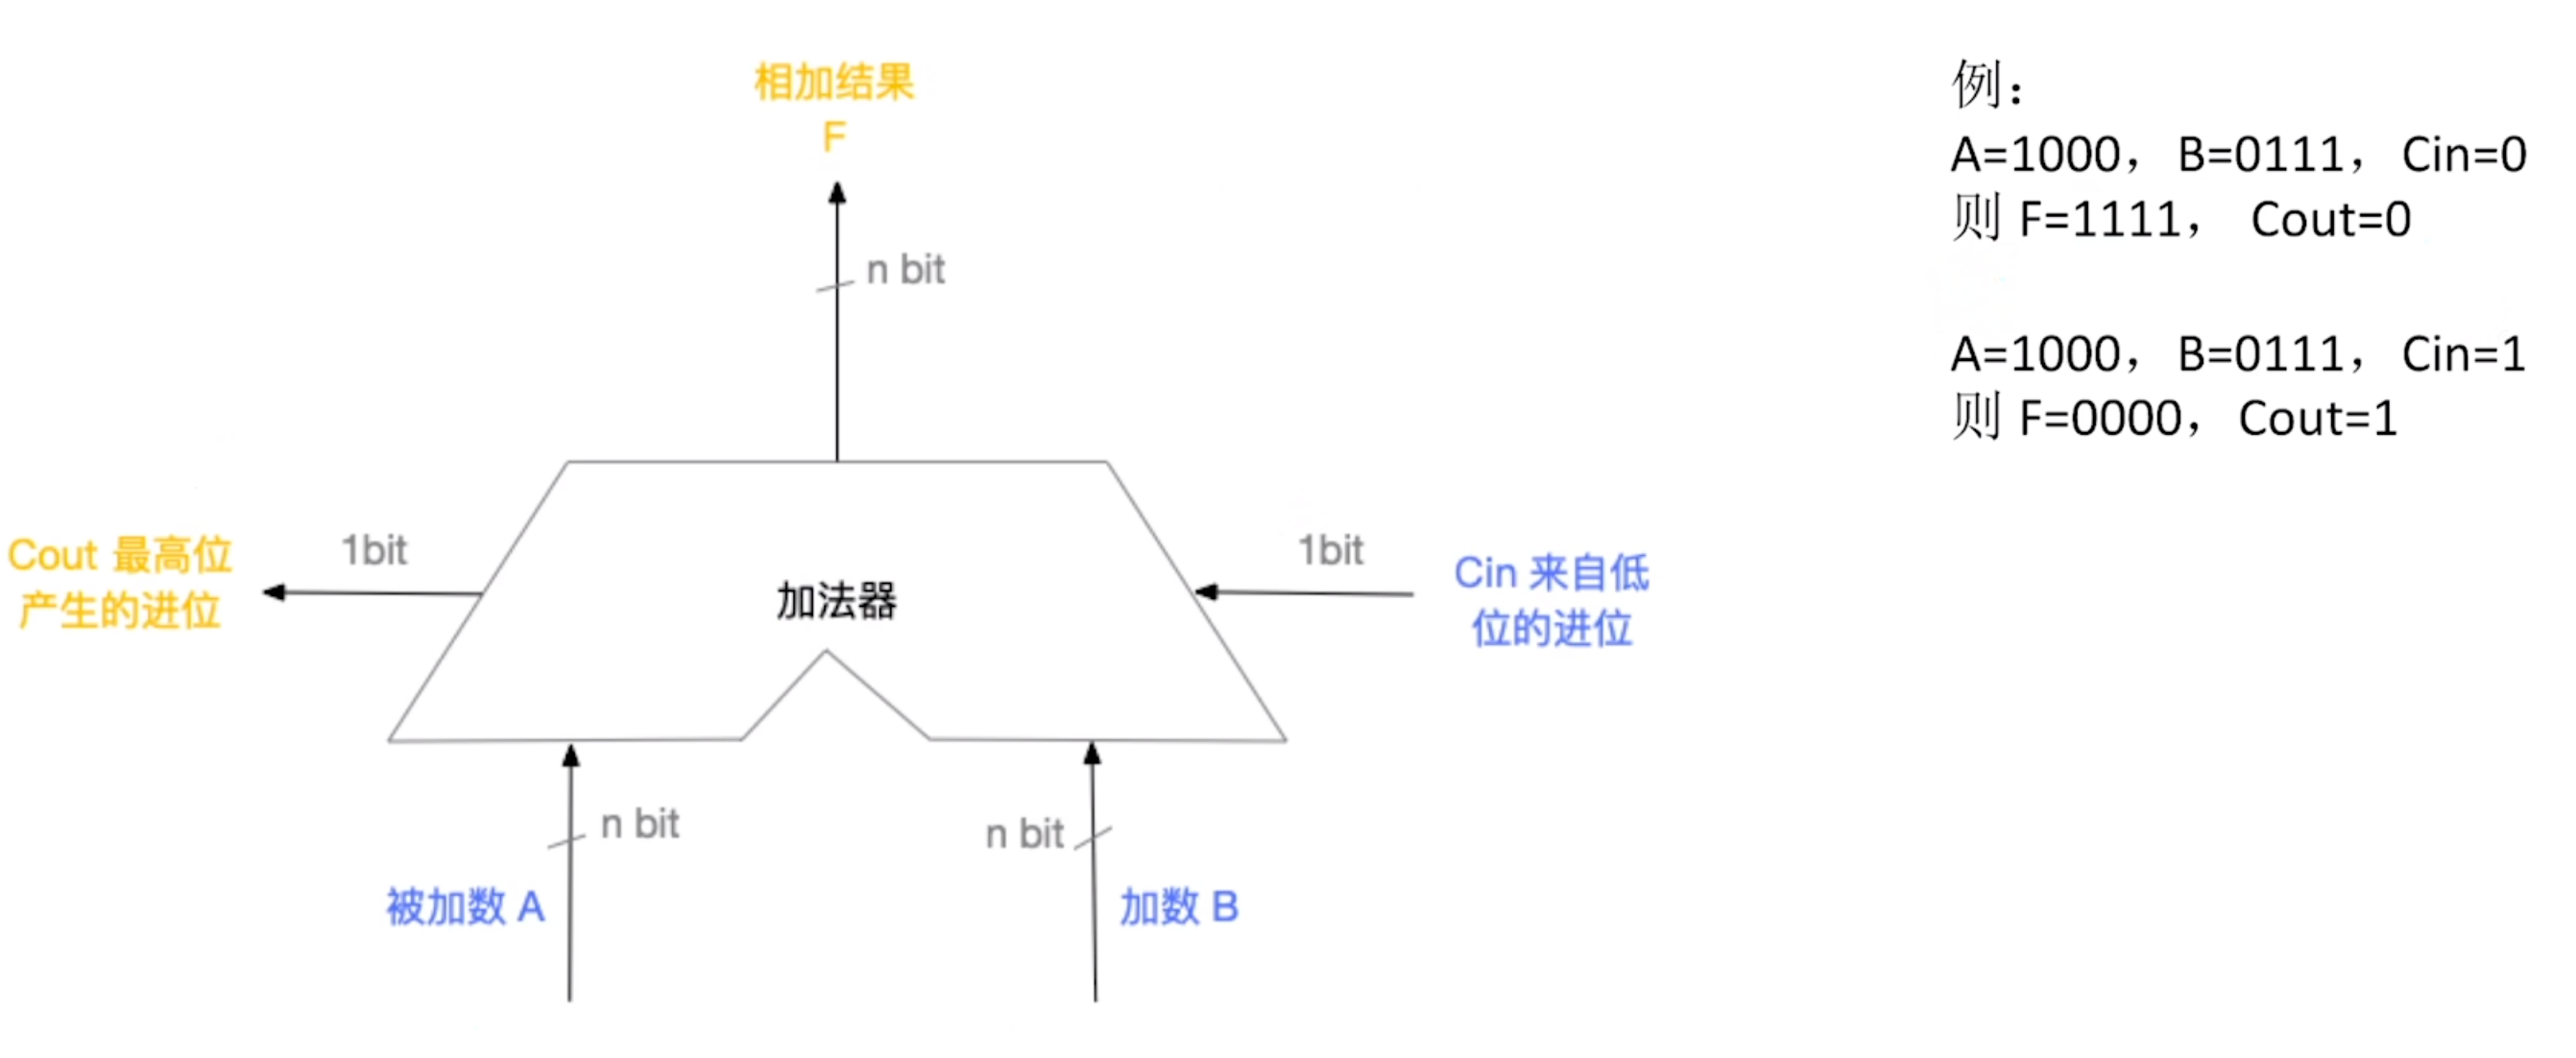 相加结果
F
n bit
例：
A=1000， B=0111， Cin=0
则 F=1111， Cout=0
A=1000， B=0111， Cin=1
则 F=0000， Cout=1
Cout 最高位
产生的进位
1bit
加法器
1bit
Cin 来自低
位的进位
n bit
被加数 A
n bit
加数 B